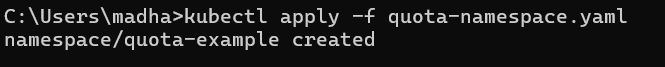 C:\Users\madha>kubectl apply -f quota-namespace.yaml
namespace/quota-example created